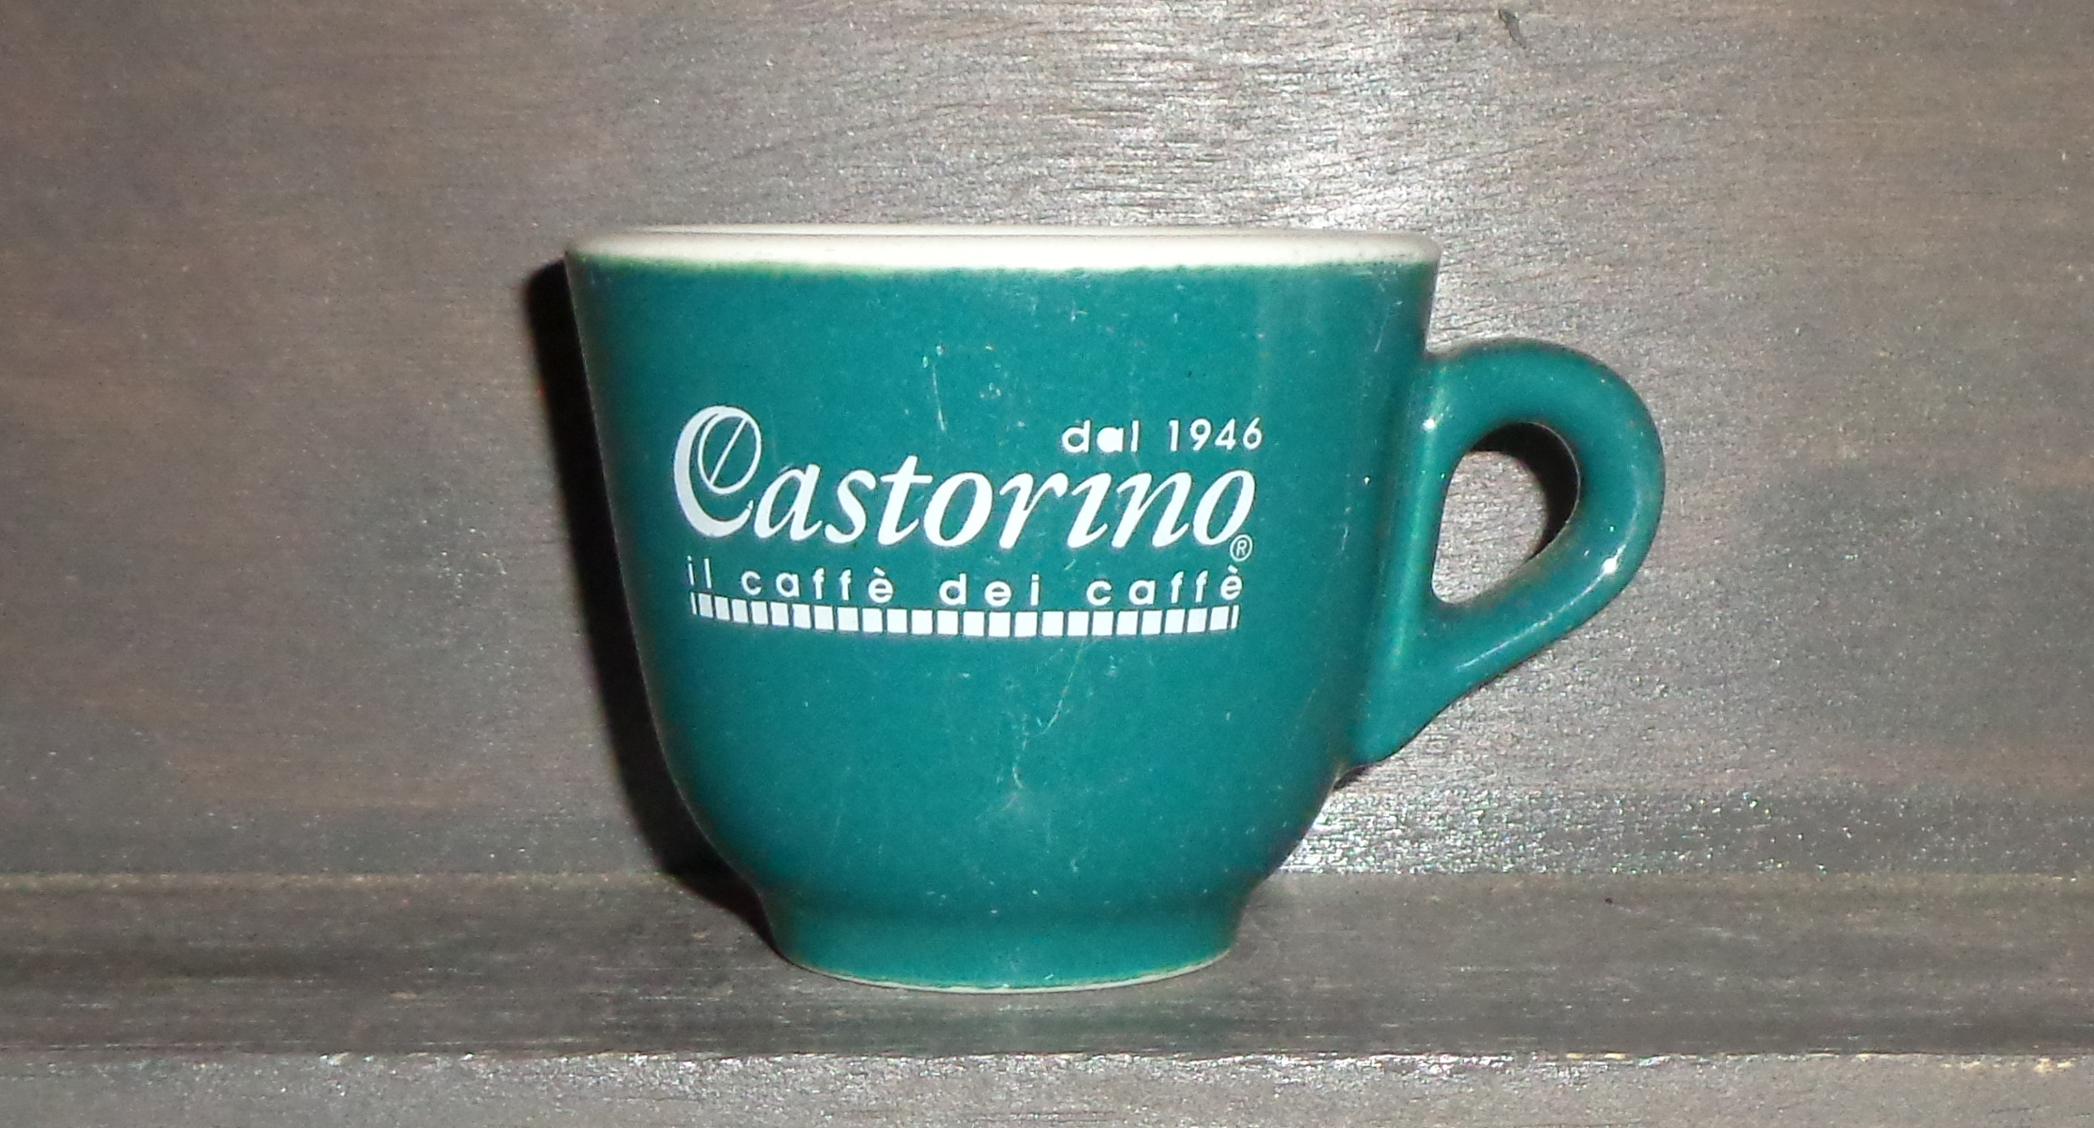 dal 1946
Castorino®
il caffè dei caffè